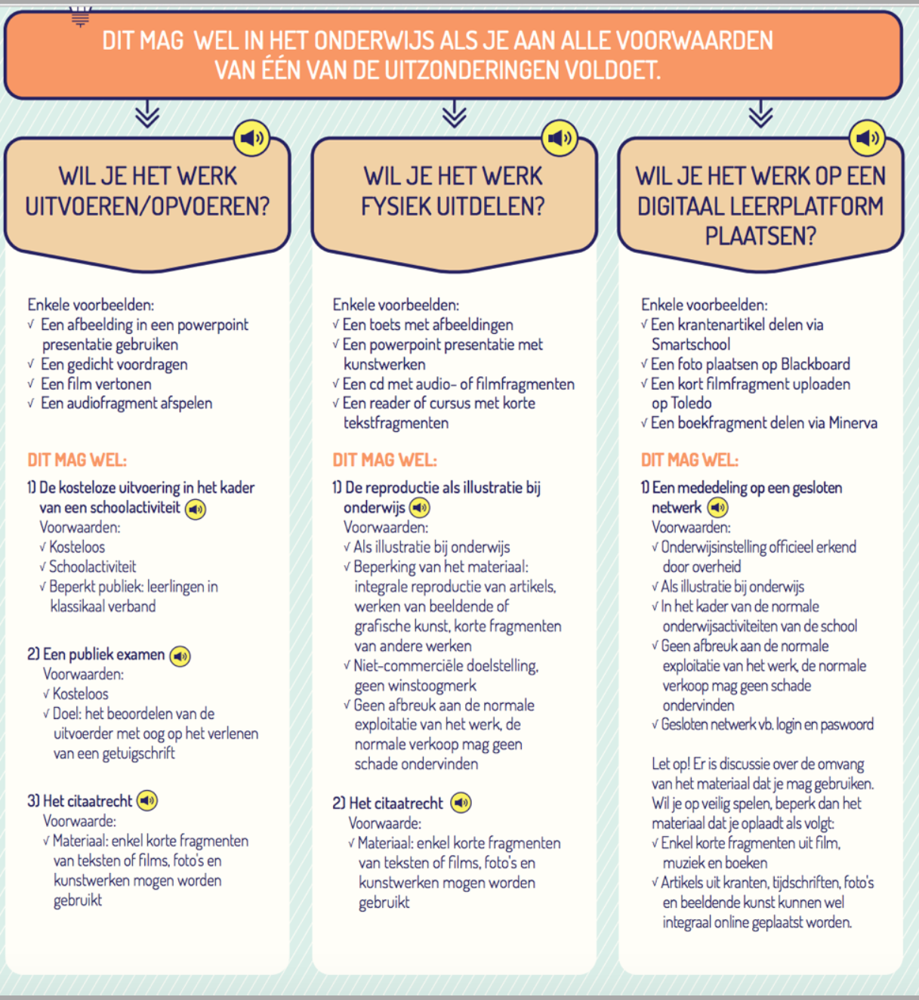 DIT MAG WEL IN HET ONDERWIJS ALS JE AAN ALLE VOORWAARDEN
VAN ÉÉN VAN DE UITZONDERINGEN VOLDOET.
WIL JE HET WERK
UITVOEREN/OPVOEREN?
Enkele voorbeelden:
√ Een afbeelding in een powerpoint
presentatie gebruiken
√ Een gedicht voordragen
√ Een film vertonen
√ Een audiofragment afspelen
DIT MAG WEL:
1) De kosteloze uitvoering in het kader
van een schoolactiviteit
Voorwaarden:
√ Kosteloos
√ Schoolactiviteit
√ Beperkt publiek: leerlingen in
klassikaal verband
2) Een publiek examen
Voorwaarden:
√ Kosteloos
√ Doel: het beoordelen van de
uitvoerder met oog op het verlenen
van een getuigschrift
3) Het citaatrecht
Voorwaarde:
√ Materiaal: enkel korte fragmenten
van teksten of films, foto's en
kunstwerken mogen worden
gebruikt
WIL JE HET WERK
FYSIEK UITDELEN?
Enkele voorbeelden:
√ Een toets met afbeeldingen
√ Een powerpoint presentatie met
kunstwerken
√ Een cd met audio- of filmfragmenten
√ Een reader of cursus met korte
tekstfragmenten
DIT MAG WEL:
1) De reproductie als illustratie bij
onderwijs
Voorwaarden:
√ Als illustratie bij onderwijs
√ Beperking van het materiaal:
integrale reproductie van artikels,
werken van beeldende of
grafische kunst, korte fragmenten
van andere werken
√ Niet-commerciële doelstelling,
geen winstoogmerk
√ Geen afbreuk aan de normale
exploitatie van het werk, de
normale verkoop mag geen
schade ondervinden
2) Het citaatrecht
Voorwaarde:
√ Materiaal: enkel korte fragmenten
van teksten of films, foto's en
kunstwerken mogen worden
gebruikt
WIL JE HET WERK OP EEN
DIGITAAL LEERPLATFORM
PLAATSEN?
Enkele voorbeelden:
√ Een krantenartikel delen via
Smartschool
√ Een foto plaatsen op Blackboard
√ Een kort filmfragment uploaden
op Toledo
√ Een boekfragment delen via Minerva
DIT MAG WEL:
1) Een mededeling op een gesloten
netwerk
Voorwaarden:
√ Onderwijsinstelling officieel erkend
door overheid
√ Als illustratie bij onderwijs
√ In het kader van de normale
onderwijsactiviteiten van de school
√ Geen afbreuk aan de normale
exploitatie van het werk, de normale
verkoop mag geen schade
ondervinden
√ Gesloten netwerk vb. login en paswoord
Let op! Er is discussie over de omvang
van het materiaal dat je mag gebruiken.
Wil je op veilig spelen, beperk dan het
materiaal dat je oplaadt als volgt:
√ Enkel korte fragmenten uit film,
muziek en boeken
√ Artikels uit kranten, tijdschriften, foto's
en beeldende kunst kunnen wel
integraal online geplaatst worden.